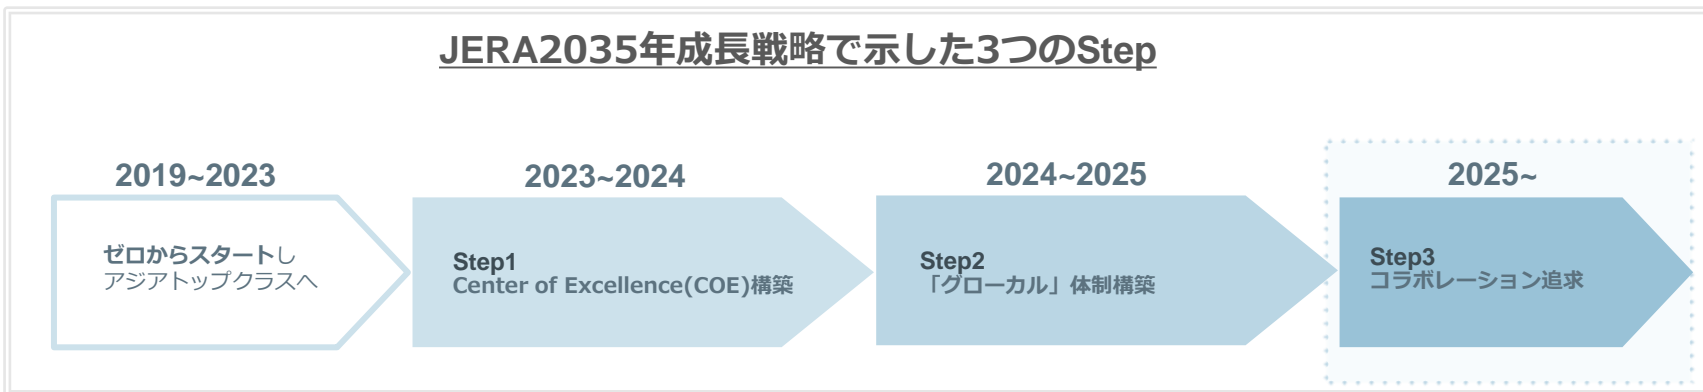 JERA2035年成長戦略で示した3つのStep
2019~2023
ゼロからスタートし
アジアトップクラスへ
2023~2024
Step1
Center of Excellence(COE)構築
2024~2025
Step2
「グローカル」体制構築
2025~
Step3
コラボレーション追求